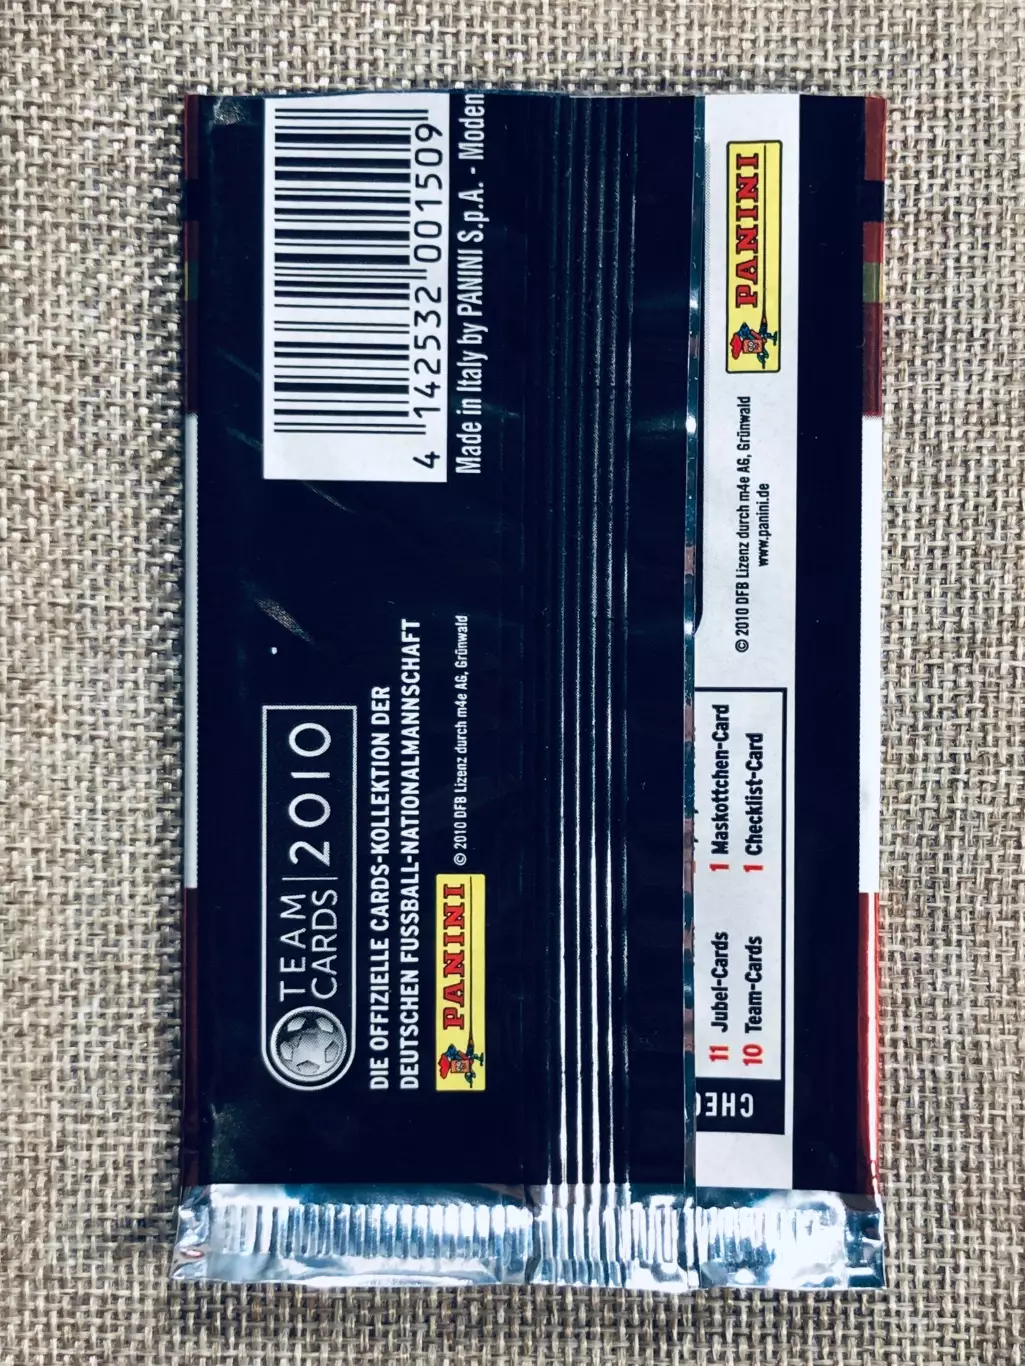 4 142532 001509
Made in Italy by PANINI S.p.A. - Moden
TEAM
CARDS 2010
DIE OFFIZIELLE CARDS-KOLLEKTION DER
DEUTSCHEN FUSSBALL-NATIONALMANNSCHAFT
PANINI
© 2010 DFB Lizenz durch m4e AG, Grünwald
11 Jubel-Cards 1 Maskottchen-Card
10 Team-Cards 1 Checklist-Card
PANINI
© 2010 DFB Lizenz durch m4e AG, Grünwald
www.panini.de